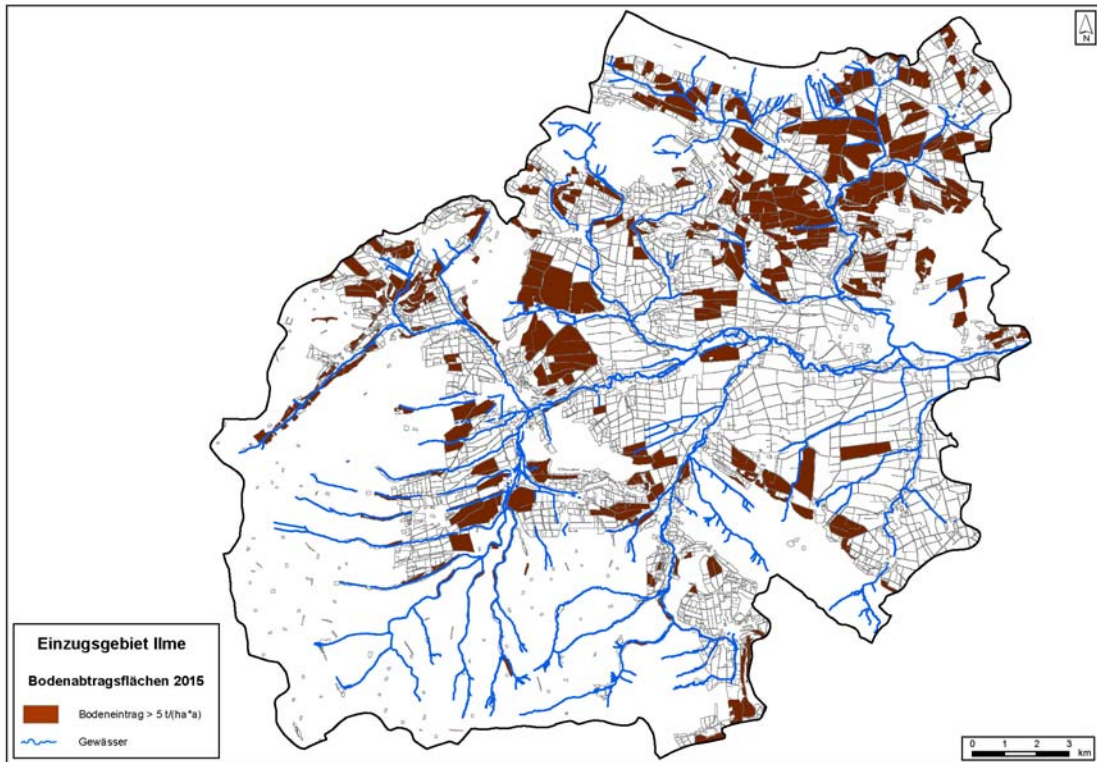 N
Einzugsgebiet Ilme
Bodenabtragsflächen 2015
Bodeneintrag > 5 t/(ha*a)
Gewässer
0 1 2 3
km